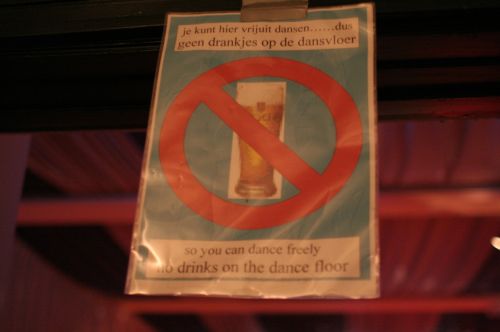 je kunt hier vrijuit dansen......dus
geen drankjes op de dansvloer
so you can dance freely
no drinks on the dance floor